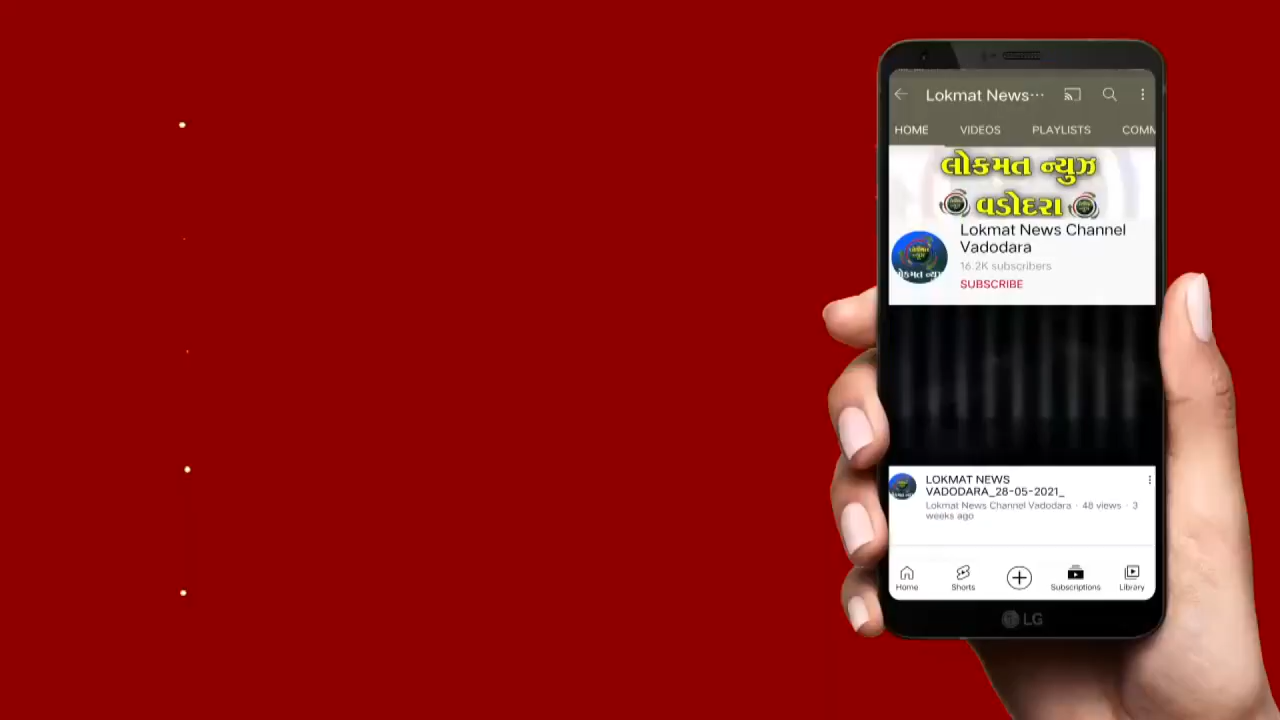 Lokmat News...
HOME VIDEOS PLAYLISTS COMM
લોકમત ન્યુઝ
વડોદરા
Lokmat News Channel
Vadodara
16.2K subscribers
SUBSCRIBE
LOKMAT NEWS
VADODARA_28-05-2021_
Lokmat News Channel Vadodara · 48 views · 3
weeks ago
Home Shorts Subscriptions Library
LG